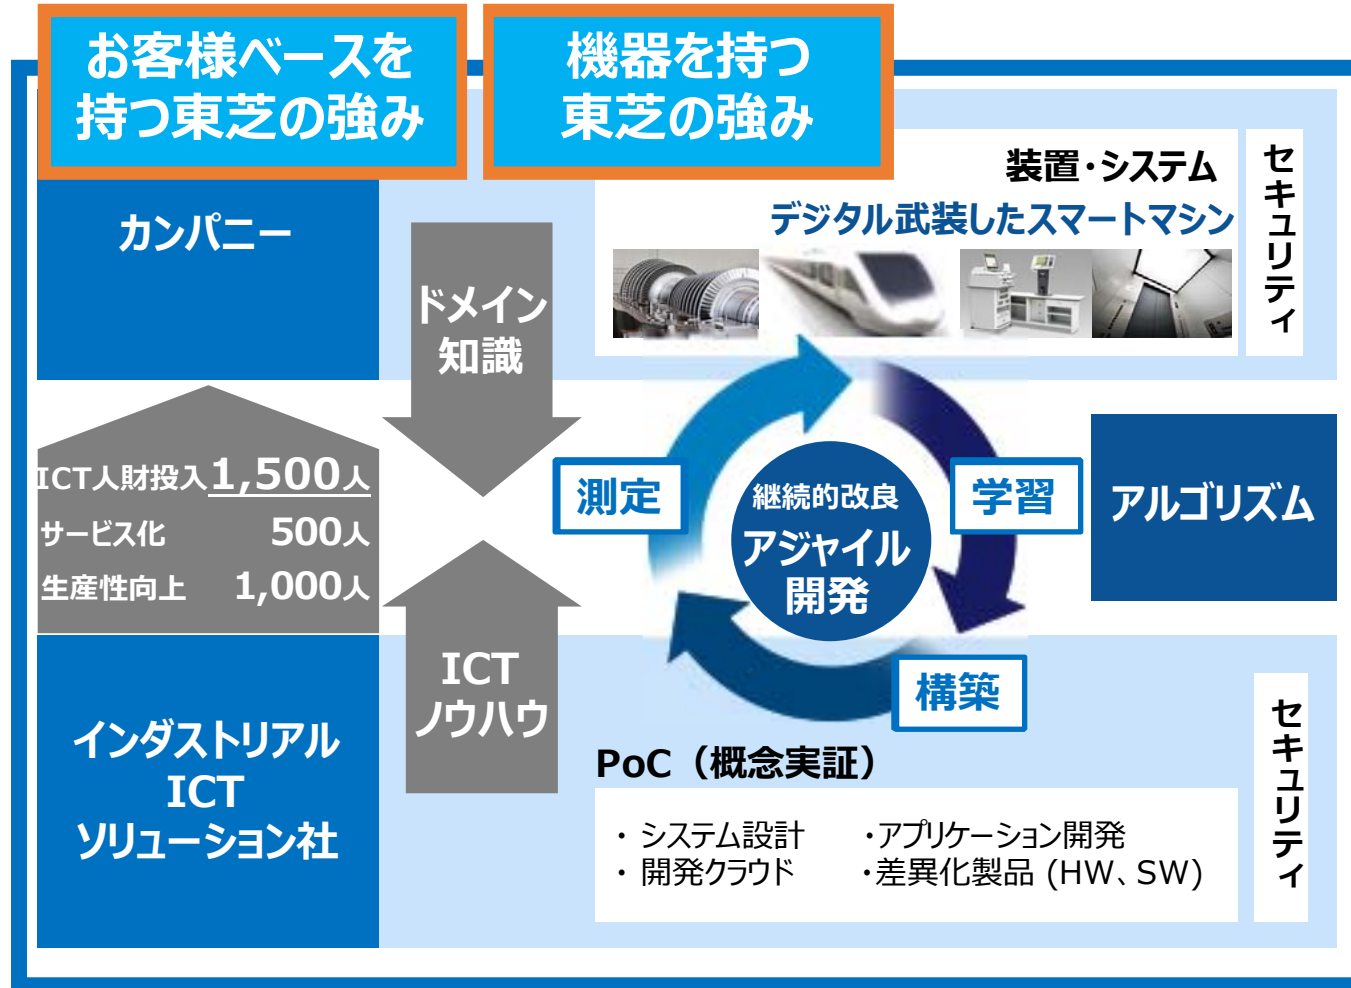 お客様ベースを
持つ東芝の強み
機器を持つ
東芝の強み
カンパニー
装置・システム
デジタル武装したスマートマシン
セキュリティ
ドメイン
知識
ICT人財投入1,500人
サービス化 500人
生産性向上 1,000人
測定
継続的改良
アジャイル
開発
学習
アルゴリズム
構築
ICT
ノウハウ
インダストリアル
ICT
ソリューション社
PoC（概念実証）
・ システム設計 ・アプリケーション開発
・ 開発クラウド ・差異化製品 (HW、SW)
セキュリティ